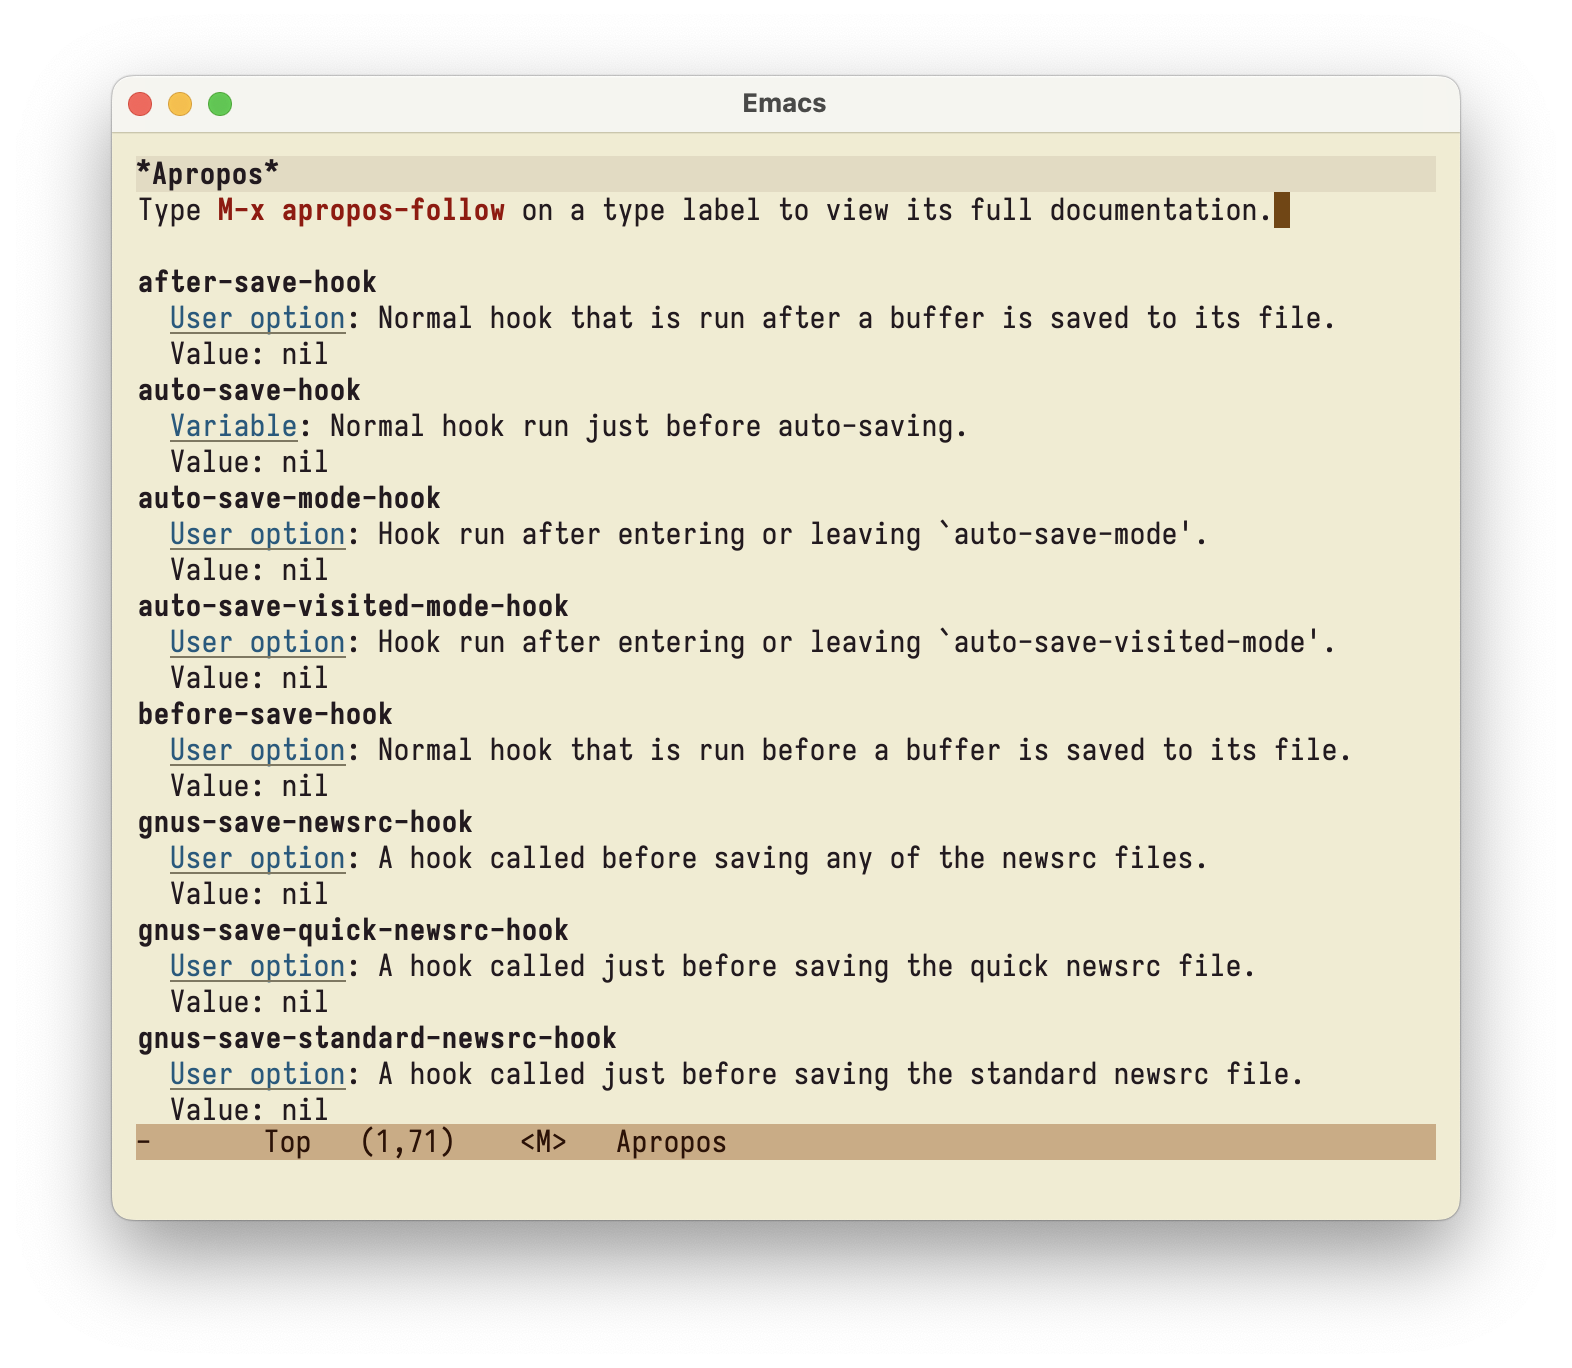 Emacs
*Apropos*
Type M-x apropos-follow on a type label to view its full documentation.

after-save-hook
  User option: Normal hook that is run after a buffer is saved to its file.
  Value: nil
auto-save-hook
  Variable: Normal hook run just before auto-saving.
  Value: nil
auto-save-mode-hook
  User option: Hook run after entering or leaving `auto-save-mode'.
  Value: nil
auto-save-visited-mode-hook
  User option: Hook run after entering or leaving `auto-save-visited-mode'.
  Value: nil
before-save-hook
  User option: Normal hook that is run before a buffer is saved to its file.
  Value: nil
gnus-save-newsrc-hook
  User option: A hook called before saving any of the newsrc files.
  Value: nil
gnus-save-quick-newsrc-hook
  User option: A hook called just before saving the quick newsrc file.
  Value: nil
gnus-save-standard-newsrc-hook
  User option: A hook called just before saving the standard newsrc file.
  Value: nil
-       Top   (1,71)    <M>   Apropos